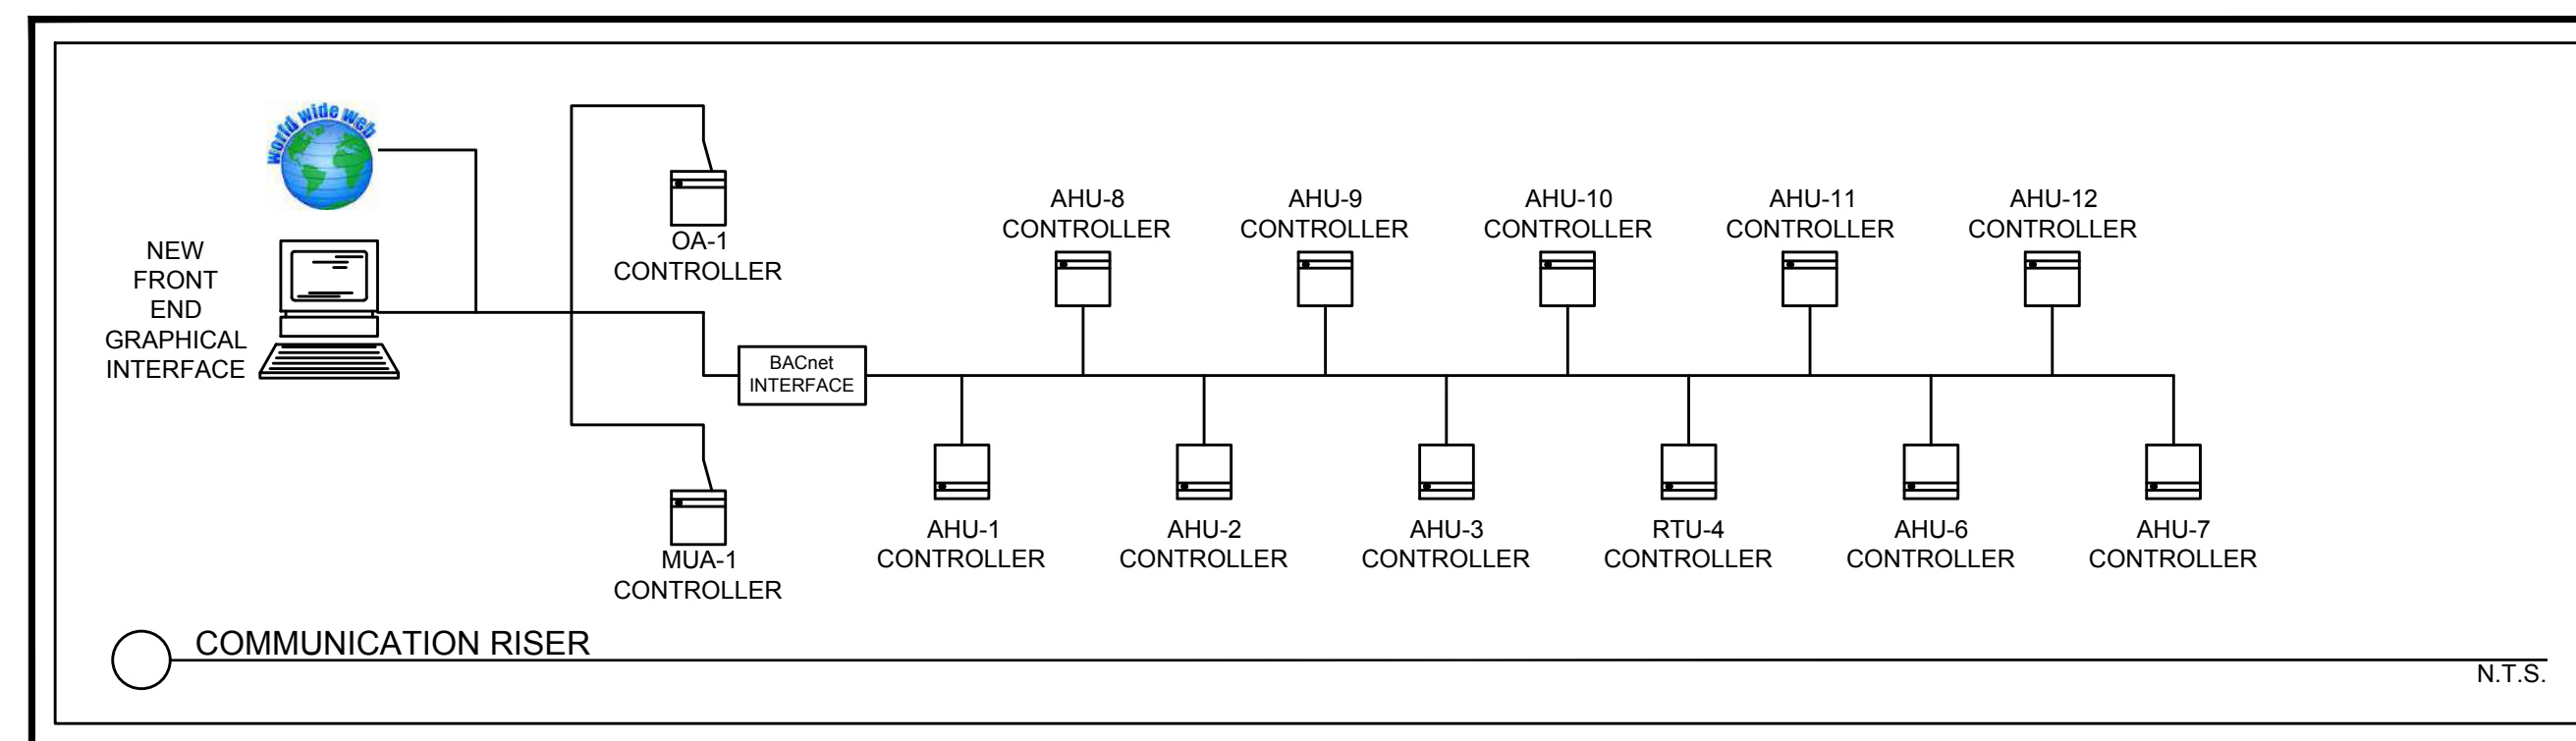 World Wide Web
NEW
FRONT
END
GRAPHICAL
INTERFACE
OA-1
CONTROLLER
BACnet
INTERFACE
MUA-1
CONTROLLER
AHU-8
CONTROLLER
AHU-9
CONTROLLER
AHU-10
CONTROLLER
AHU-11
CONTROLLER
AHU-12
CONTROLLER
AHU-1
CONTROLLER
AHU-2
CONTROLLER
AHU-3
CONTROLLER
RTU-4
CONTROLLER
AHU-6
CONTROLLER
AHU-7
CONTROLLER
COMMUNICATION RISER
N.T.S.